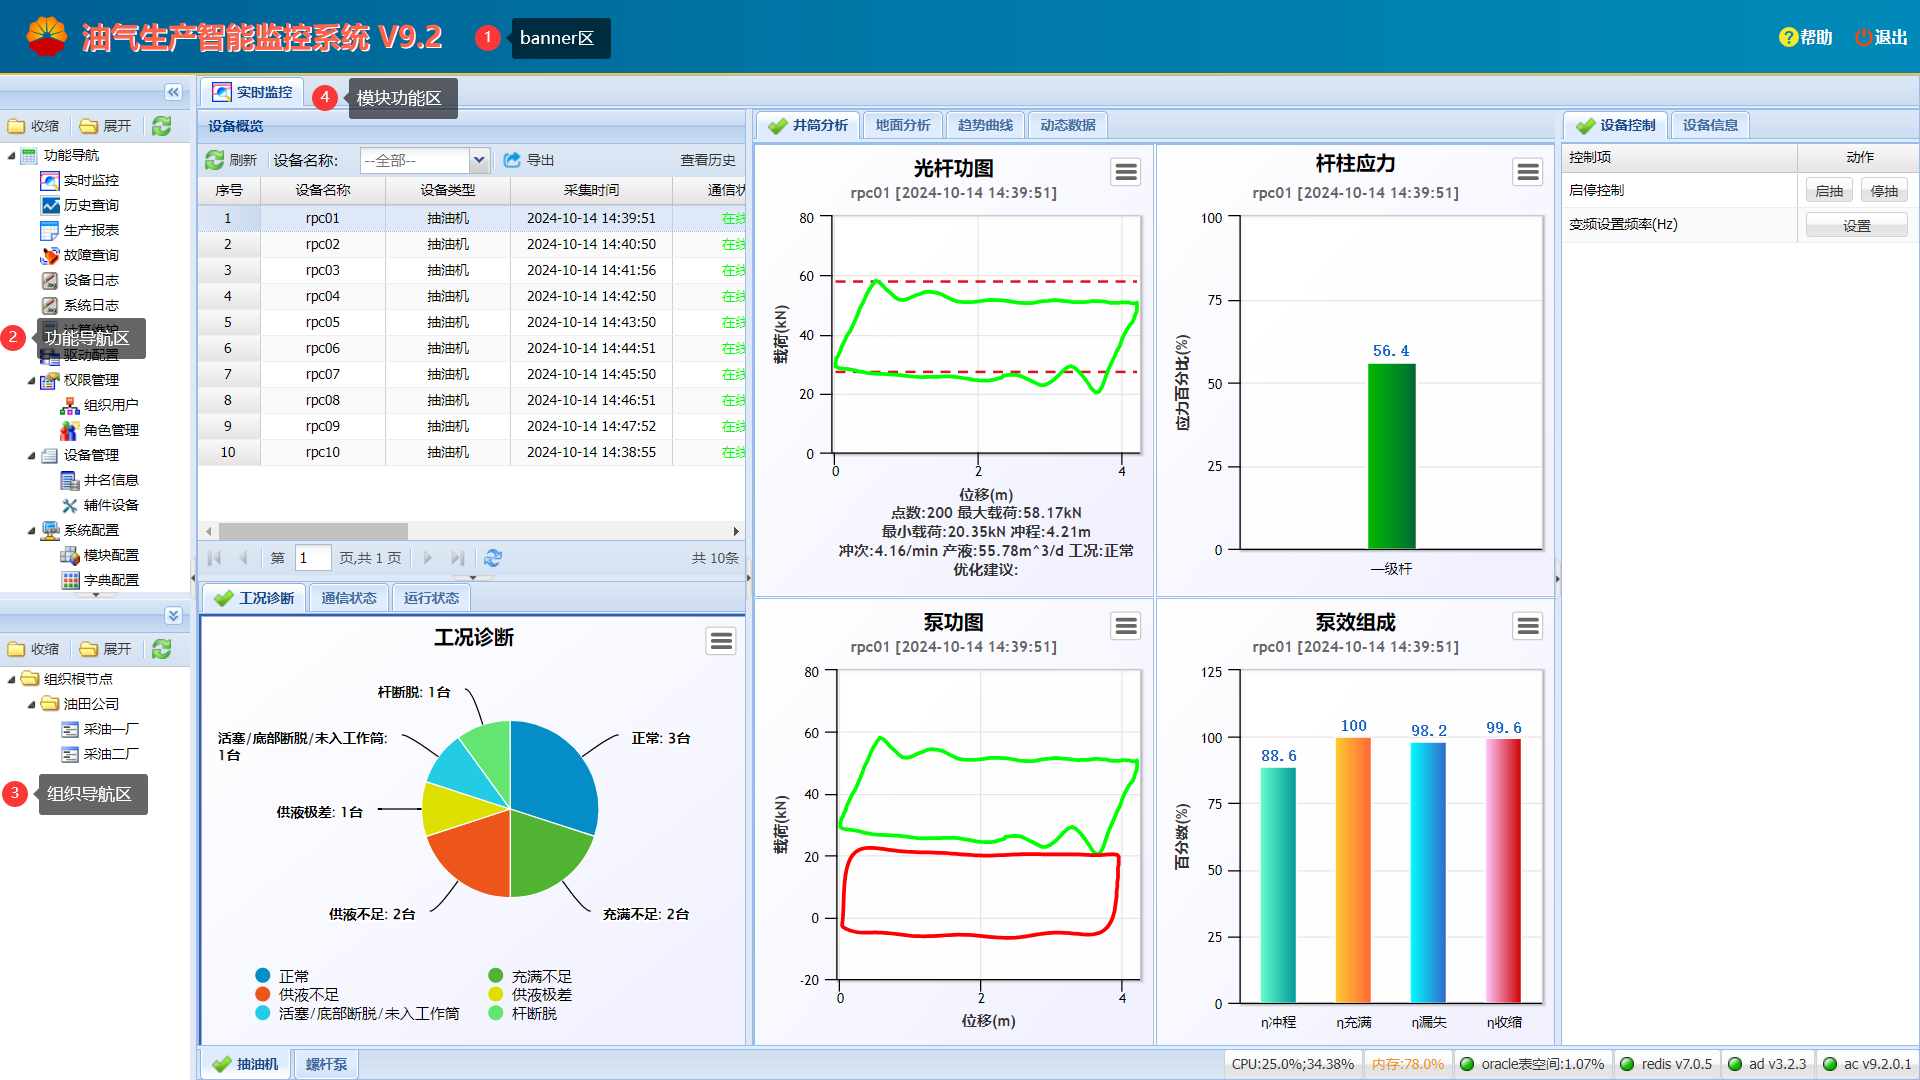 油气生产智能监控系统 V9.2
1
banner区
帮助
退出
收缩
展开
功能导航
实时监控
历史查询
生产报表
故障查询
设备日志
系统日志
2
功能导航区
驱动配置
权限管理
组织用户
角色管理
设备管理
井名信息
辅件设备
系统配置
模块配置
字典配置
收缩
展开
组织根节点
油田公司
采油一厂
采油二厂
3
组织导航区
实时监控
4
模块功能区
设备概览
刷新
设备名称:
--全部--
导出
查看历史
序号 设备名称 设备类型 采集时间 通信状
1 rpc01 抽油机 2024-10-14 14:39:51 在线
2 rpc02 抽油机 2024-10-14 14:40:50 在线
3 rpc03 抽油机 2024-10-14 14:41:56 在线
4 rpc04 抽油机 2024-10-14 14:42:50 在线
5 rpc05 抽油机 2024-10-14 14:43:50 在线
6 rpc06 抽油机 2024-10-14 14:44:51 在线
7 rpc07 抽油机 2024-10-14 14:45:50 在线
8 rpc08 抽油机 2024-10-14 14:46:51 在线
9 rpc09 抽油机 2024-10-14 14:47:52 在线
10 rpc10 抽油机 2024-10-14 14:38:55 在线
第 1 页,共 1 页
共 10条
工况诊断
通信状态
运行状态
工况诊断
杆断脱: 1台
活塞/底部断脱/未入工作筒:
1台
正常: 3台
供液极差: 1台
供液不足: 2台
充满不足: 2台
正常
充满不足
供液不足
供液极差
活塞/底部断脱/未入工作筒
杆断脱
抽油机
螺杆泵
井筒分析
地面分析
趋势曲线
动态数据
光杆功图
rpc01 [2024-10-14 14:39:51]
载荷(kN)
80
60
40
20
0
0 2 4
位移(m)
点数:200 最大载荷:58.17kN
最小载荷:20.35kN 冲程:4.21m
冲次:4.16/min 产液:55.78m^3/d 工况:正常
优化建议:
杆柱应力
rpc01 [2024-10-14 14:39:51]
应力百分比(%)
100
75
50
25
0
56.4
一级杆
泵功图
rpc01 [2024-10-14 14:39:51]
载荷(kN)
80
60
40
20
0
-20
0 2 4
位移(m)
泵效组成
rpc01 [2024-10-14 14:39:51]
百分数(%)
125
100
75
50
25
0
88.6
100
98.2
99.6
η冲程 η充满 η漏失 η收缩
设备控制
设备信息
控制项 动作
启停控制 启抽 停抽
变频设置频率(Hz) 设置
CPU:25.0%;34.38%
内存:78.0%
oracle表空间:1.07%
redis v7.0.5
ad v3.2.3
ac v9.2.0.1